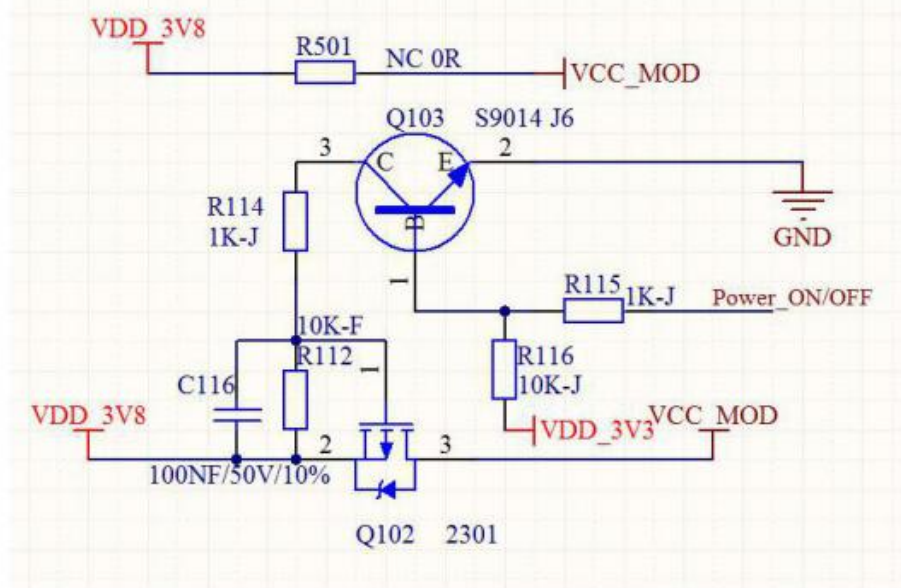 VDD_3V8
R501
NC 0R
VCC_MOD
Q103
S9014 J6
3
C
E
2
R114
1K-J
B
GND
1
R115
1K-J
Power_ON/OFF
10K-F
R112
1
R116
10K-J
C116
VDD_3V8
2
3
VDD_3V3
VCC_MOD
100NF/50V/10%
Q102
2301